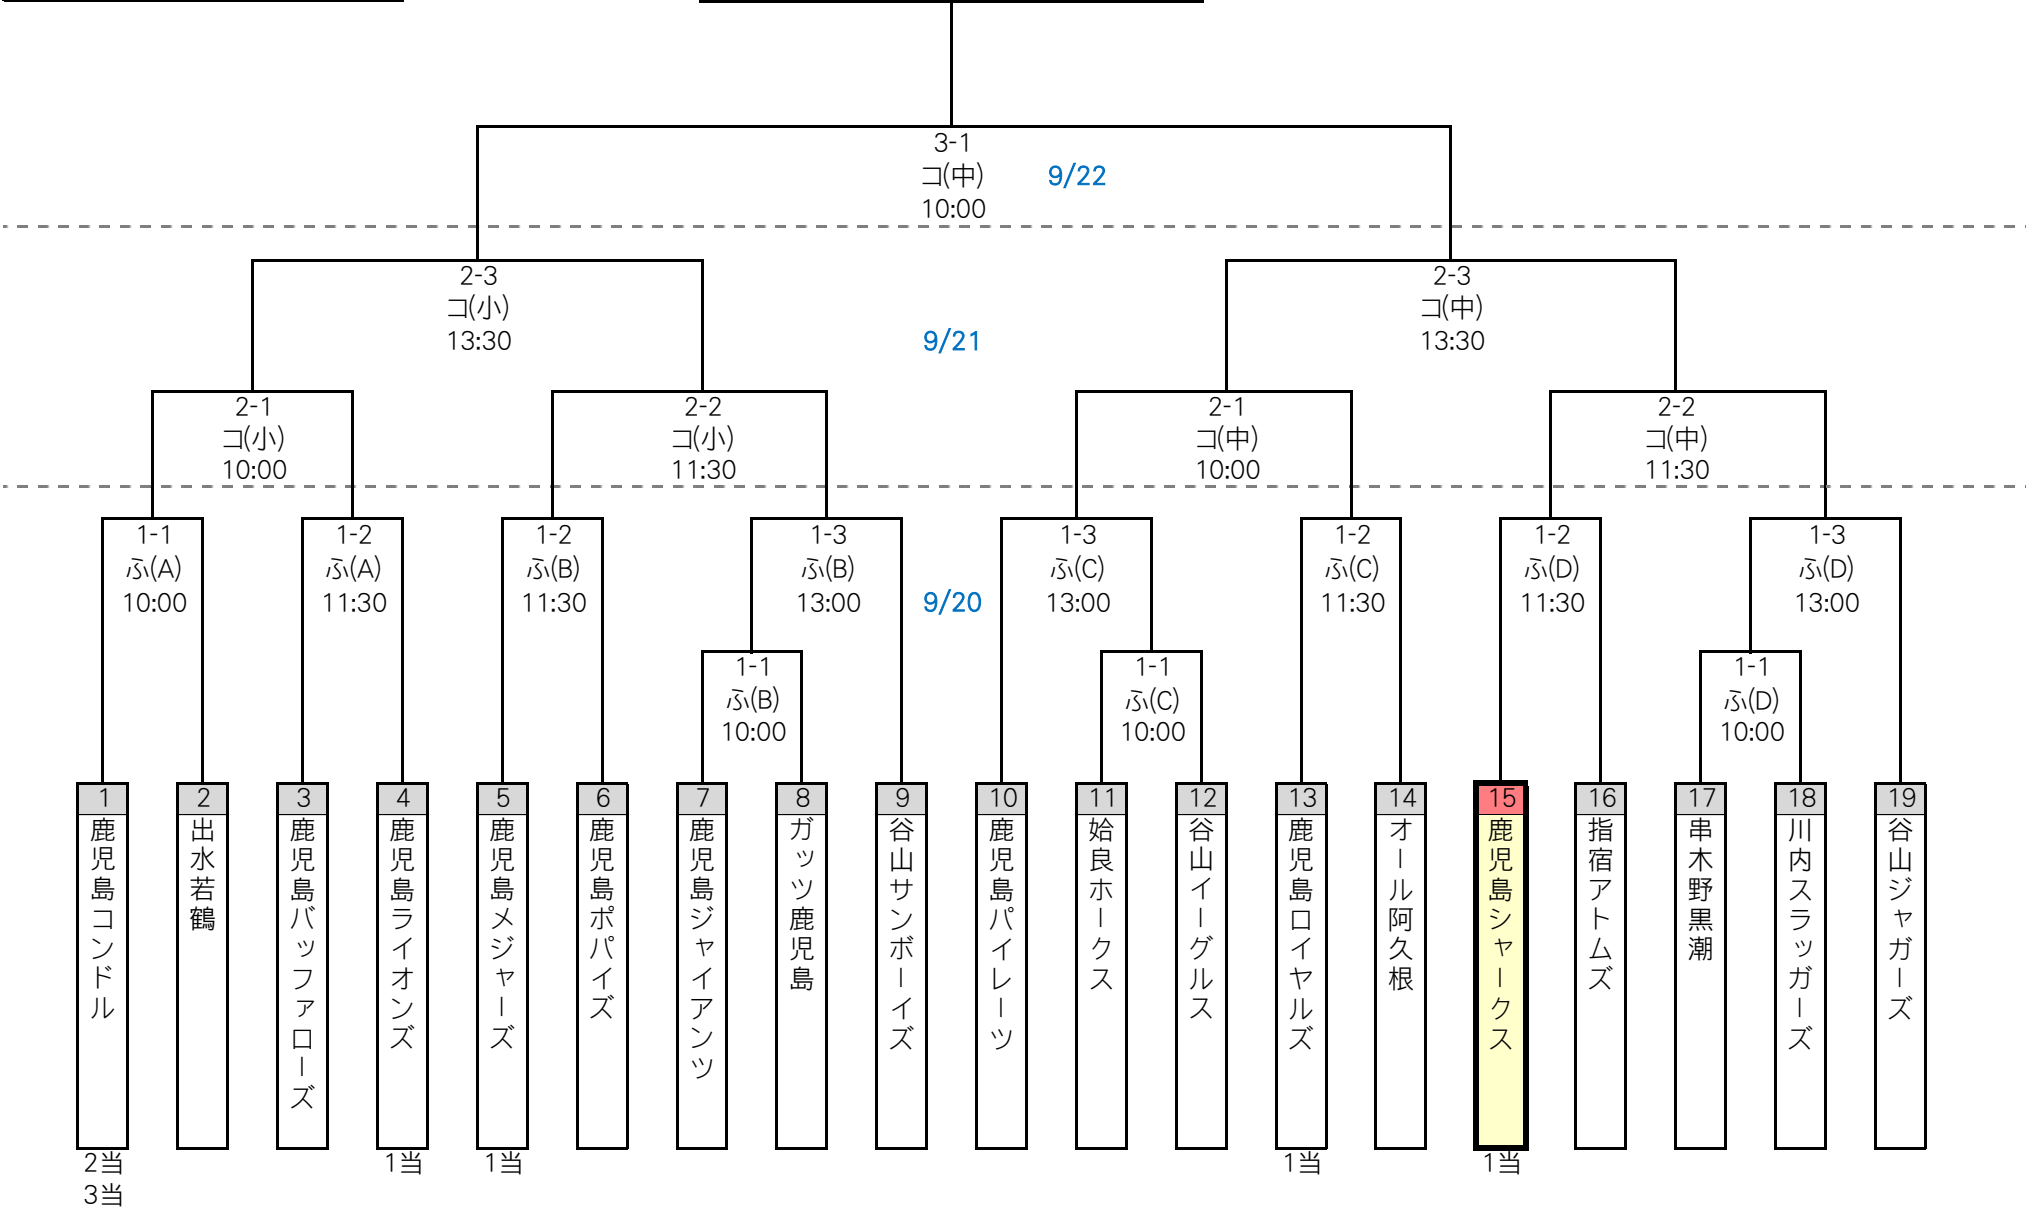 3-1
コ(中)
10:00
9/22
2-3
コ(小)
13:30
9/21
2-3
コ(中)
13:30
2-1
コ(小)
10:00
2-2
コ(小)
11:30
2-1
コ(中)
10:00
2-2
コ(中)
11:30
1-1
ふ(A)
10:00
1-2
ふ(A)
11:30
1-2
ふ(B)
11:30
1-3
ふ(B)
13:00
9/20
1-3
ふ(C)
13:00
1-2
ふ(C)
11:30
1-2
ふ(D)
11:30
1-3
ふ(D)
13:00
1-1
ふ(B)
10:00
1-1
ふ(C)
10:00
1-1
ふ(D)
10:00
1
鹿児島コンドル
2当
3当
2
出水若鶴
3
鹿児島バッファローズ
4
鹿児島ライオンズ
1当
5
鹿児島メジャーズ
1当
6
鹿児島ポパイズ
7
鹿児島ジャイアンツ
8
ガッツ鹿児島
9
谷山サンボーイズ
10
鹿児島パイレーツ
11
姶良ホークス
12
谷山イーグルス
13
鹿児島ロイヤルズ
1当
14
オール阿久根
15
鹿児島シャークス
1当
16
指宿アトムズ
17
串木野黒潮
18
川内スラッガーズ
19
谷山ジャガーズ